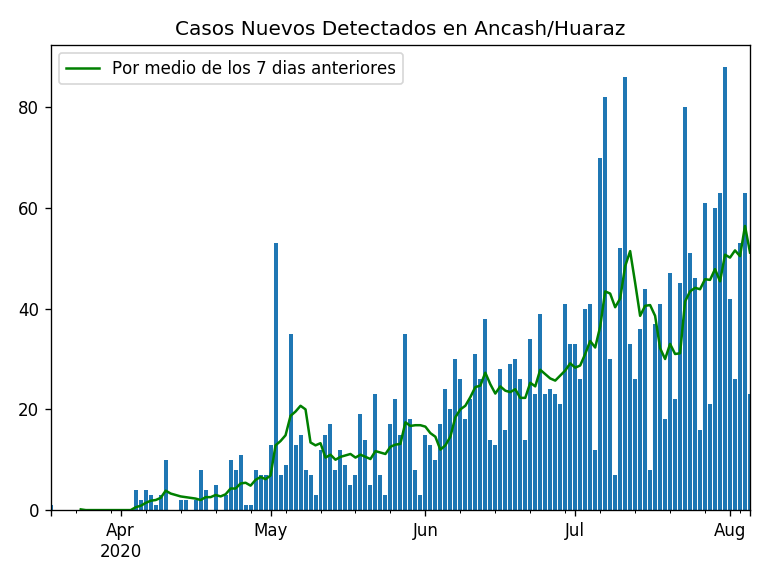 Casos Nuevos Detectados en Ancash/Huaraz
Por medio de los 7 dias anteriores
80
60
40
20
0
Apr May Jun Jul Aug
2020